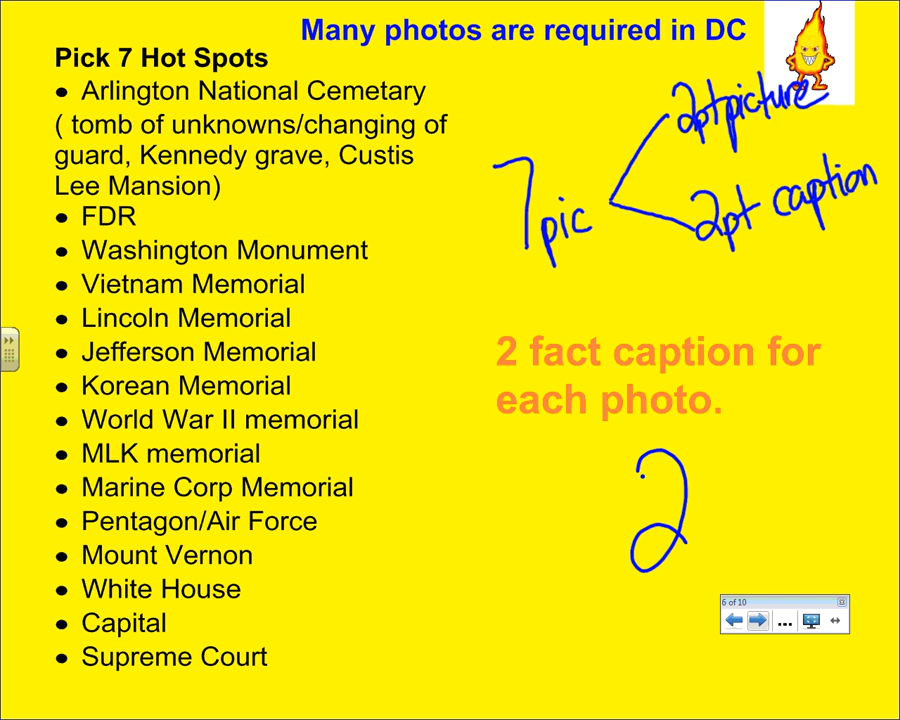 Many photos are required in DC
Pick 7 Hot Spots
• Arlington National Cemetary
( tomb of unknowns/changing of
guard, Kennedy grave, Custis
Lee Mansion)
• FDR
• Washington Monument
• Vietnam Memorial
• Lincoln Memorial
• Jefferson Memorial
• Korean Memorial
• World War II memorial
• MLK memorial
• Marine Corp Memorial
• Pentagon/Air Force
• Mount Vernon
• White House
• Capital
• Supreme Court
7 pic
2pt picture
2pt caption
2 fact caption for
each photo.
2
6 of 10
...